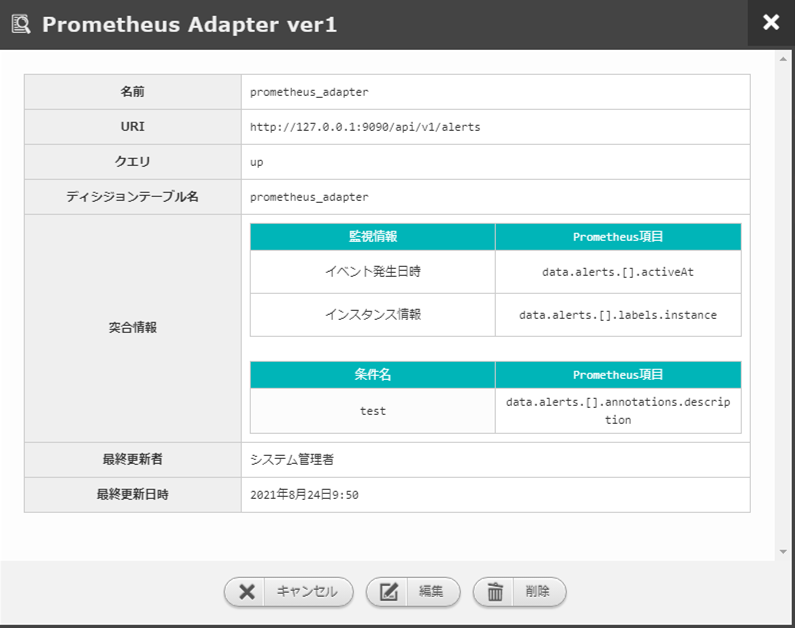 Prometheus Adapter ver1
名前 prometheus_adapter
URI http://127.0.0.1:9090/api/v1/alerts
クエリ up
ディシジョンテーブル名 prometheus_adapter
突合情報
監視情報 Prometheus項目
イベント発生日時 data.alerts.[].activeAt
インスタンス情報 data.alerts.[].labels.instance
条件名 Prometheus項目
test data.alerts.[].annotations.descrip
tion
最終更新者 システム管理者
最終更新日時 2021年8月24日9:50
キャンセル 編集 削除